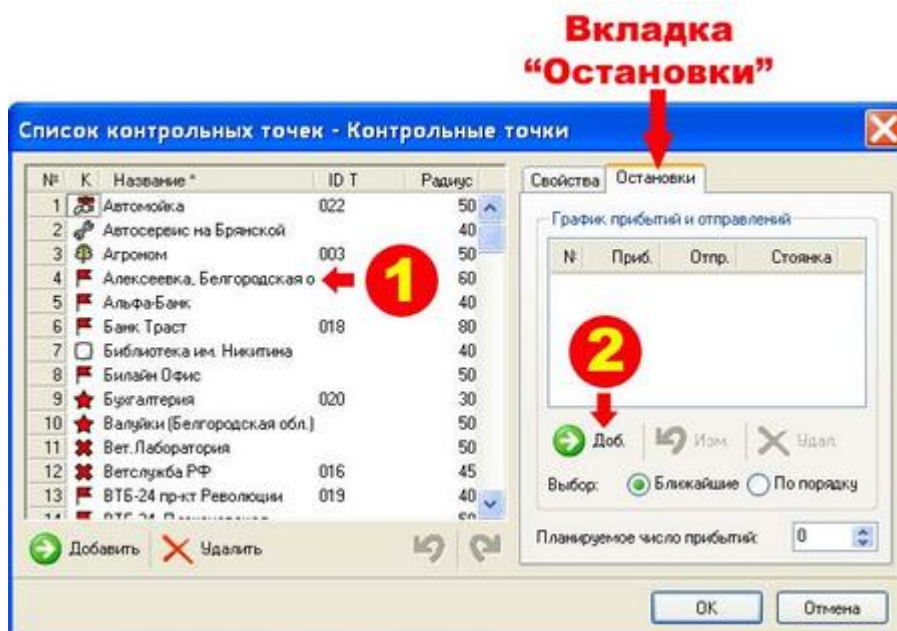 Вкладка
“Остановки”
Список контрольных точек - Контрольные точки
№ К Название * ID T Радиус
1 Автомойка 022 50
2 Автосервис на Брянской 40
3 Агроном 003 50
4 Алексеевка, Белгородская о 60
5 Альфа-Банк 40
6 Банк Траст 018 80
7 Библиотека им. Никитина 40
8 Билайн Офис 50
9 Бухгалтерия 020 30
10 Валуйки (Белгородская обл.) 50
11 Вет. Лаборатория 50
12 Ветслужба РФ 016 45
13 ВТБ-24 пр-кт Революции 019 40
1
Добавить Удалить
Свойства Остановки
График прибытий и отправлений
№ Приб. Отпр. Стоянка
2
Доб. Изм. Удал.
Выбор: Ближайшие По порядку
Планируемое число прибытий: 0
OK Отмена